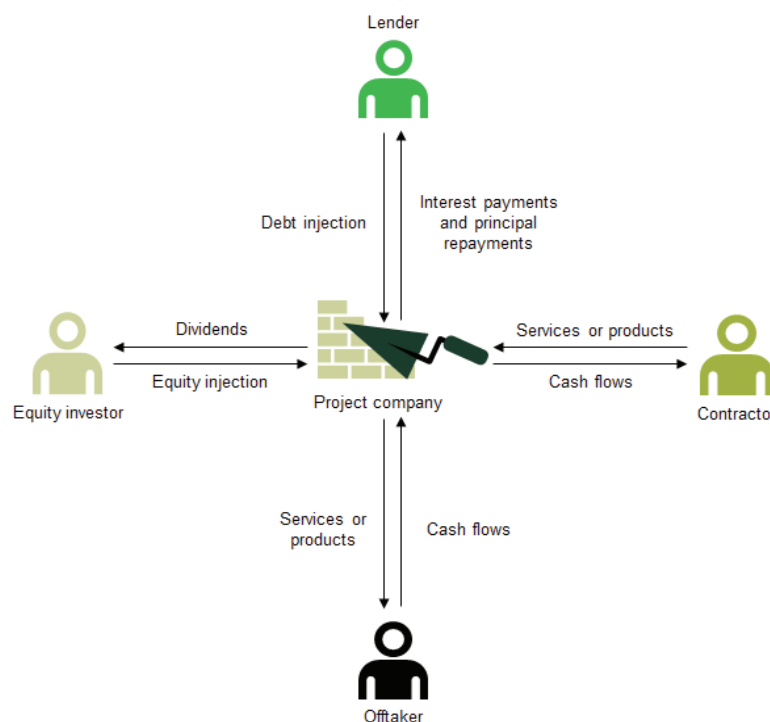 Lender
Debt injection
Interest payments
and principal
repayments
Dividends
Equity injection
Equity investor
Project company
Services or products
Cash flows
Contracto
Services or
products
Cash flows
Offtaker